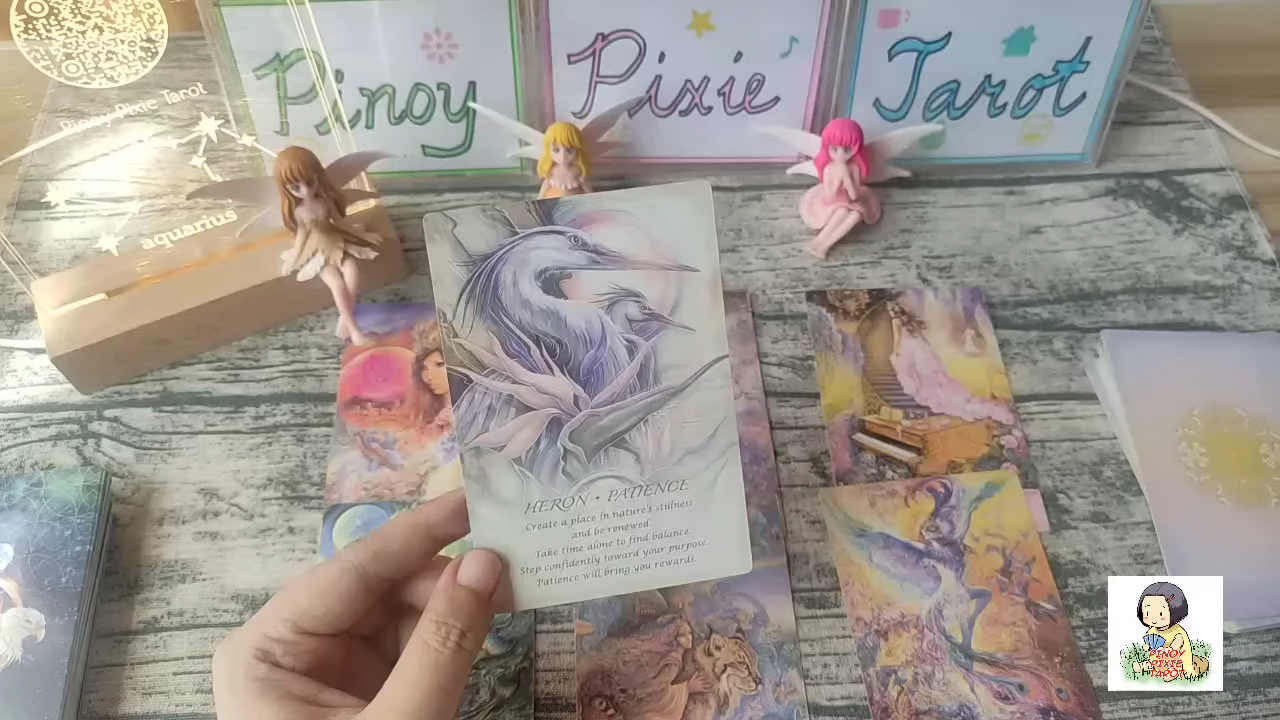 Pinoy Pixie Tarot
Pinoy Pixie Tarot
aquarius
HERON • PATIENCE
Create a place in nature's stillness
and be renewed.
Take time alone to find balance.
Step confidently toward your purpose.
Patience will bring you rewards.
PINOY
PIXIE
TAROT